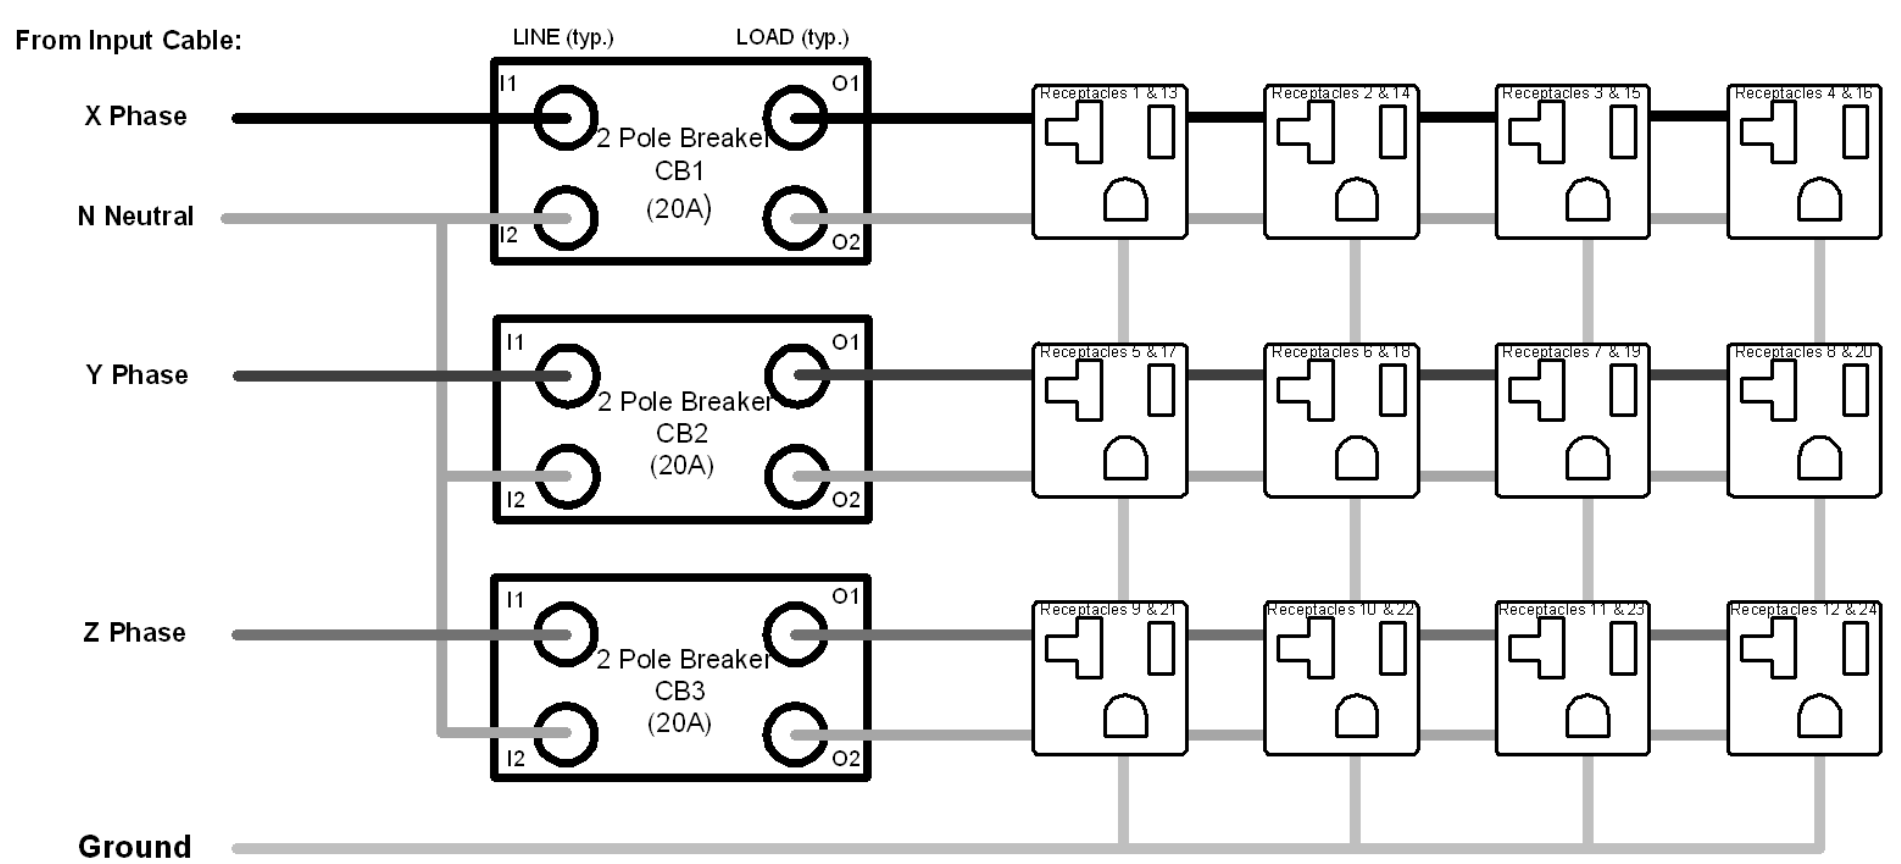 From Input Cable:
LINE (typ.)
LOAD (typ.)
X Phase
I1
O1
2 Pole Breaker
CB1
(20A)
N Neutral
I2
O2
Receptacles 1 & 13
Receptacles 2 & 14
Receptacles 3 & 15
Receptacles 4 & 16
Y Phase
I1
O1
2 Pole Breaker
CB2
(20A)
I2
O2
Receptacles 5 & 17
Receptacles 6 & 18
Receptacles 7 & 19
Receptacles 8 & 20
Z Phase
I1
O1
2 Pole Breaker
CB3
(20A)
I2
O2
Receptacles 9 & 21
Receptacles 10 & 22
Receptacles 11 & 23
Receptacles 12 & 24
Ground